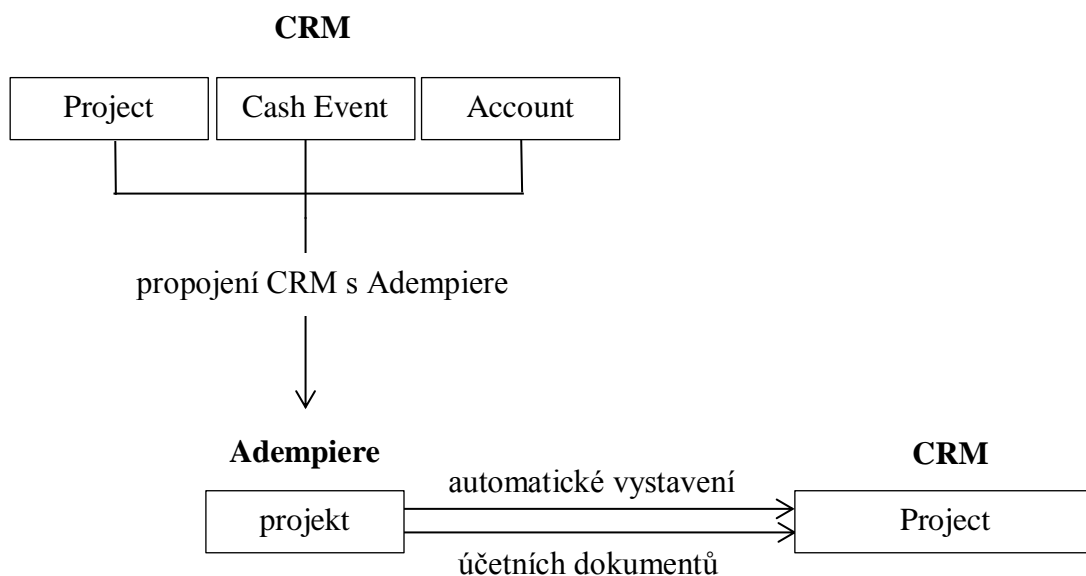 CRM
Project Cash Event Account
propojení CRM s Adempiere
Adempiere CRM
automatické vystavení
projekt Project
účetních dokumentů